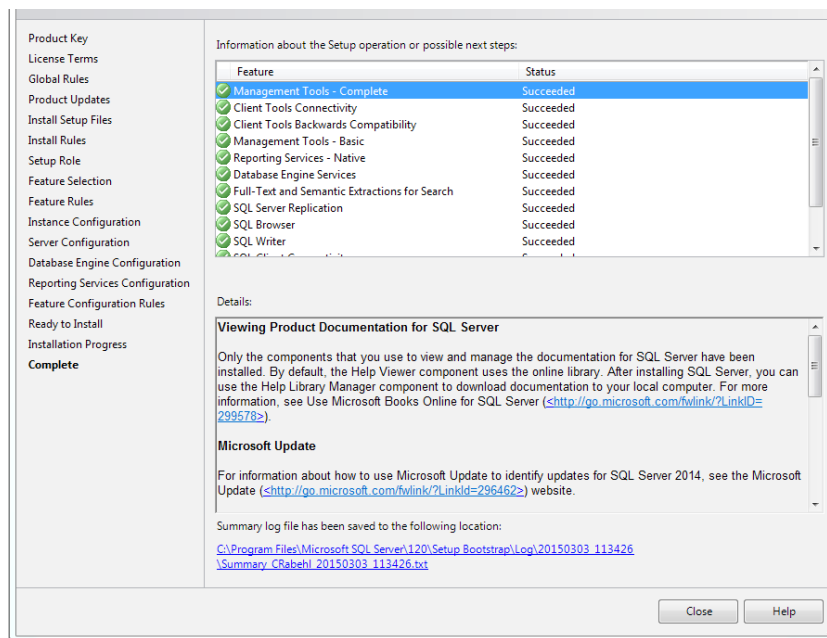 Product Key
License Terms
Global Rules
Product Updates
Install Setup Files
Install Rules
Setup Role
Feature Selection
Feature Rules
Instance Configuration
Server Configuration
Database Engine Configuration
Reporting Services Configuration
Feature Configuration Rules
Ready to Install
Installation Progress
Complete
Information about the Setup operation or possible next steps:
Feature Status
Management Tools - Complete Succeeded
Client Tools Connectivity Succeeded
Client Tools Backwards Compatibility Succeeded
Management Tools - Basic Succeeded
Reporting Services - Native Succeeded
Database Engine Services Succeeded
Full-Text and Semantic Extractions for Search Succeeded
SQL Server Replication Succeeded
SQL Browser Succeeded
SQL Writer Succeeded
Details:
Viewing Product Documentation for SQL Server
Only the components that you use to view and manage the documentation for SQL Server have been
installed. By default, the Help Viewer component uses the online library. After installing SQL Server, you can
use the Help Library Manager component to download documentation to your local computer. For more
information, see Use Microsoft Books Online for SQL Server (<http://go.microsoft.com/fwlink/?LinkID=
299578>).
Microsoft Update
For information about how to use Microsoft Update to identify updates for SQL Server 2014, see the Microsoft
Update (<http://go.microsoft.com/fwlink/?LinkId=296462>) website.
Summary log file has been saved to the following location:
C:\Program Files\Microsoft SQL Server\120\Setup Bootstrap\Log\20150303_113426
\Summary_CRabehl_20150303_113426.txt
Close Help